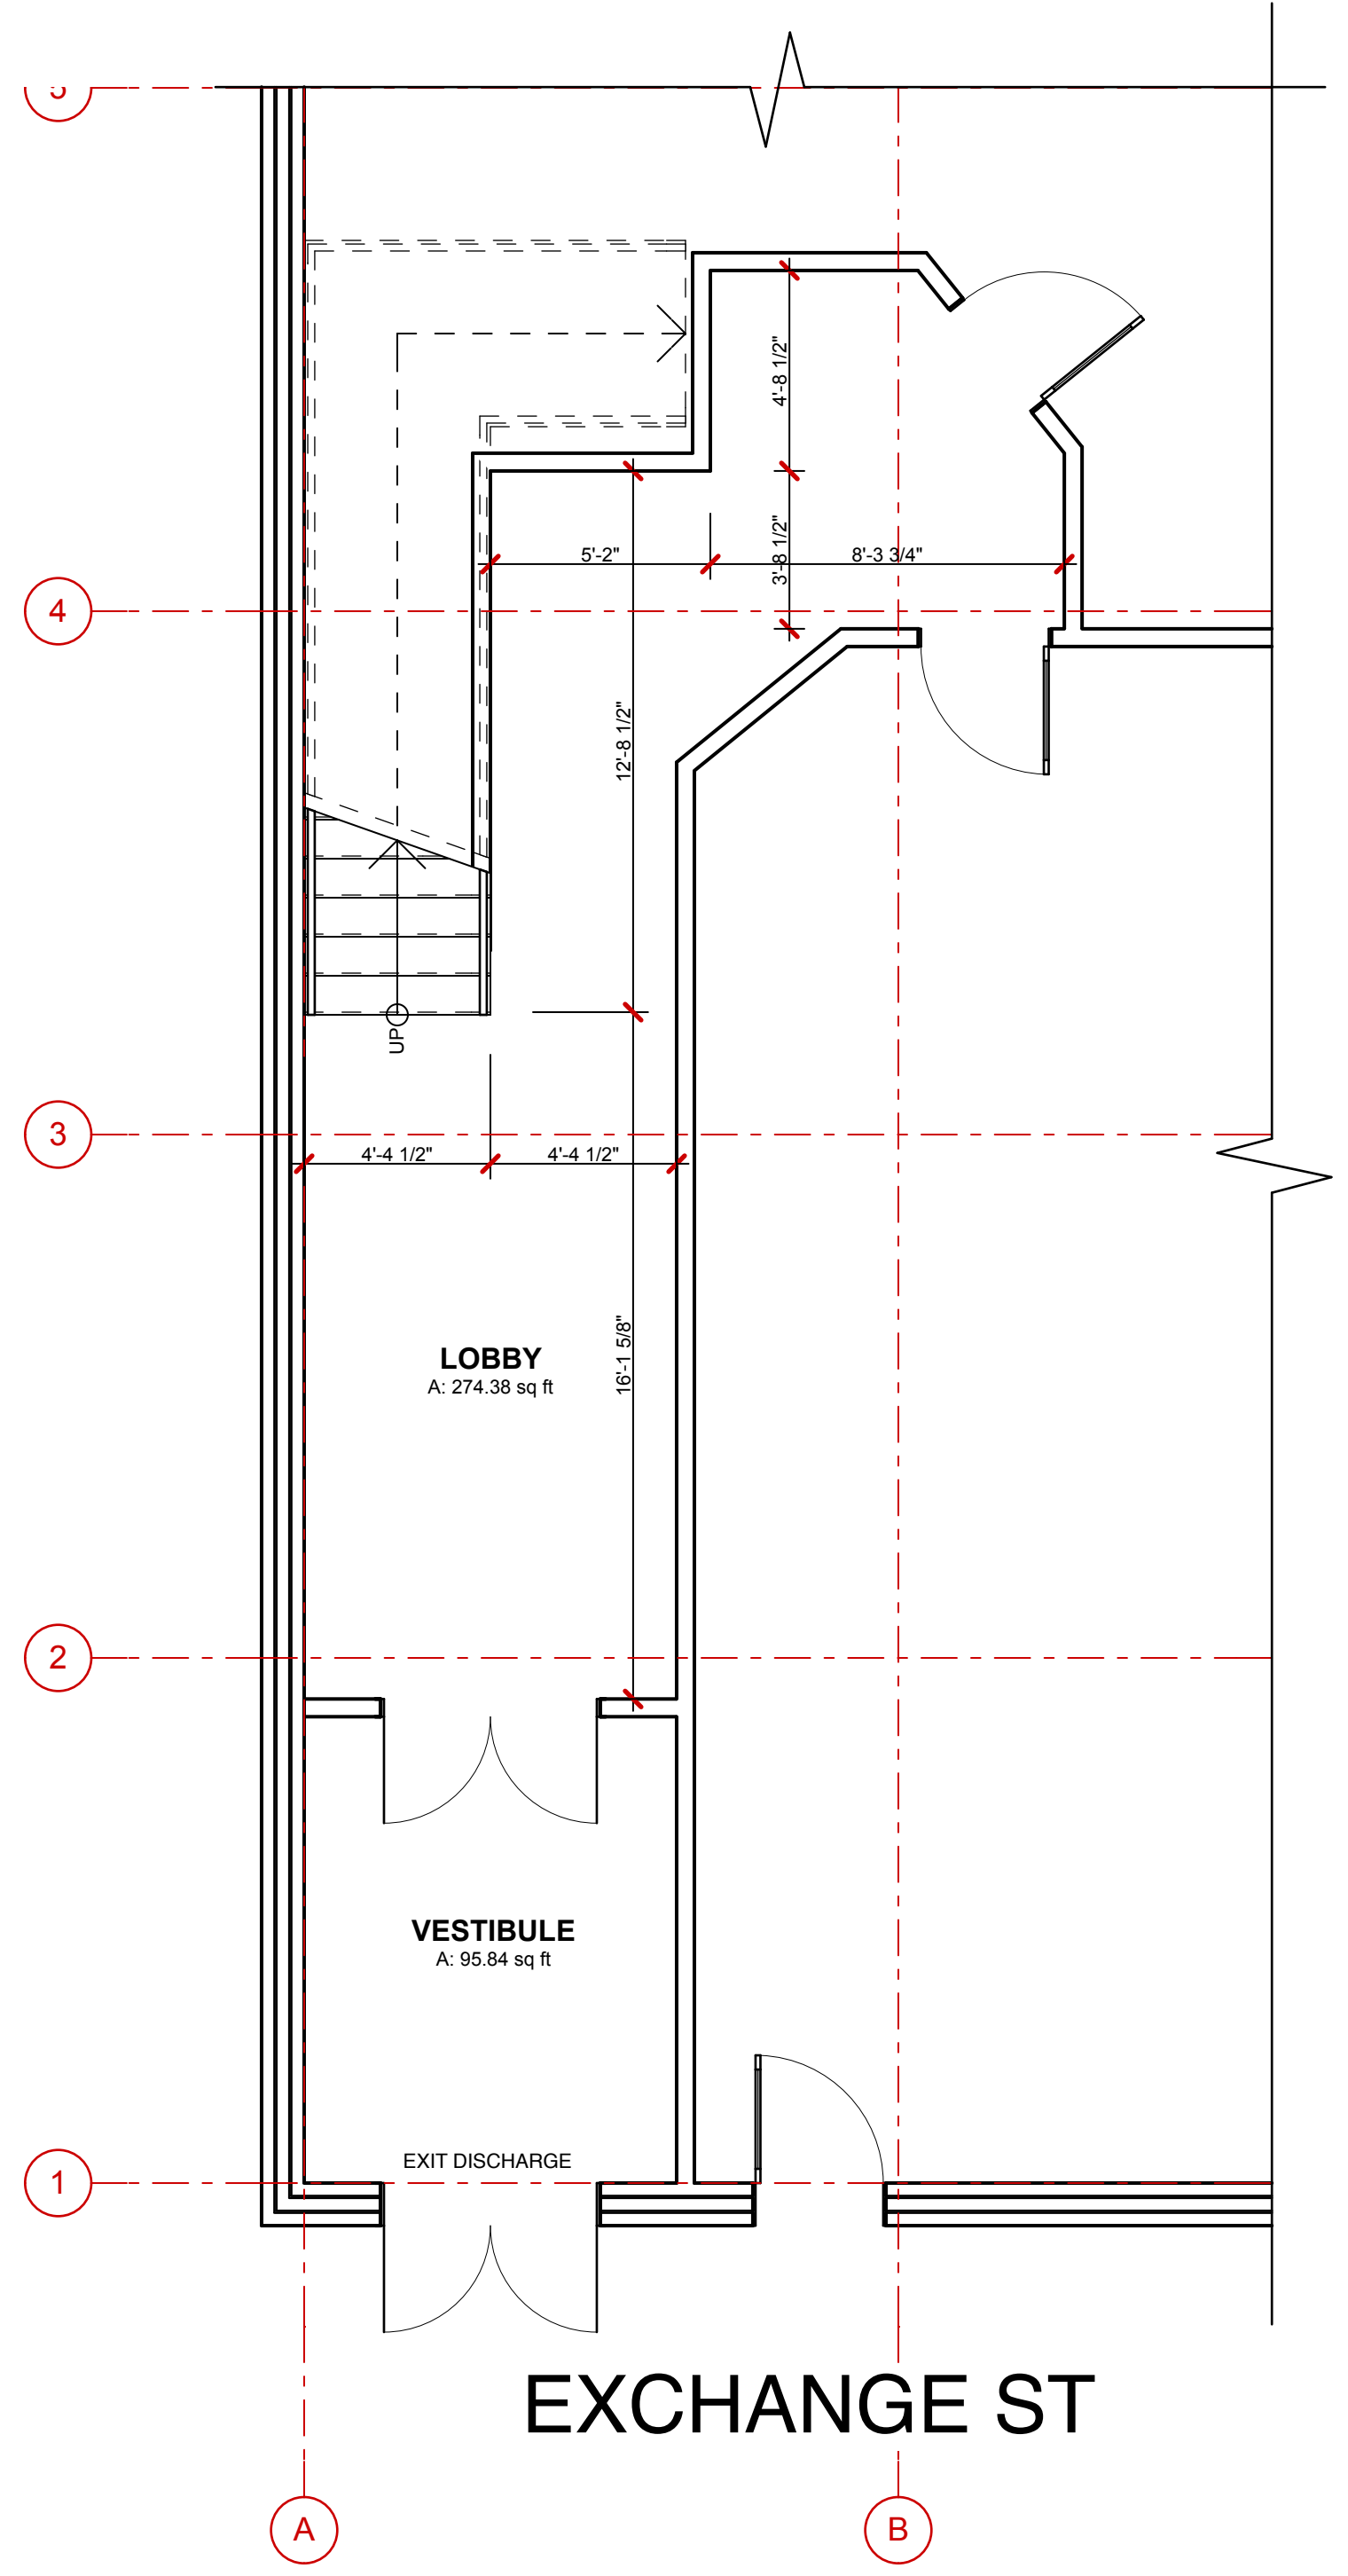 5
4'-8 1/2"
3'-8 1/2"
5'-2"
8'-3 3/4"
4
12'-8 1/2"
UP
3
4'-4 1/2"
4'-4 1/2"
16'-1 5/8"
LOBBY
A: 274.38 sq ft
2
VESTIBULE
A: 95.84 sq ft
EXIT DISCHARGE
1
EXCHANGE ST
A
B